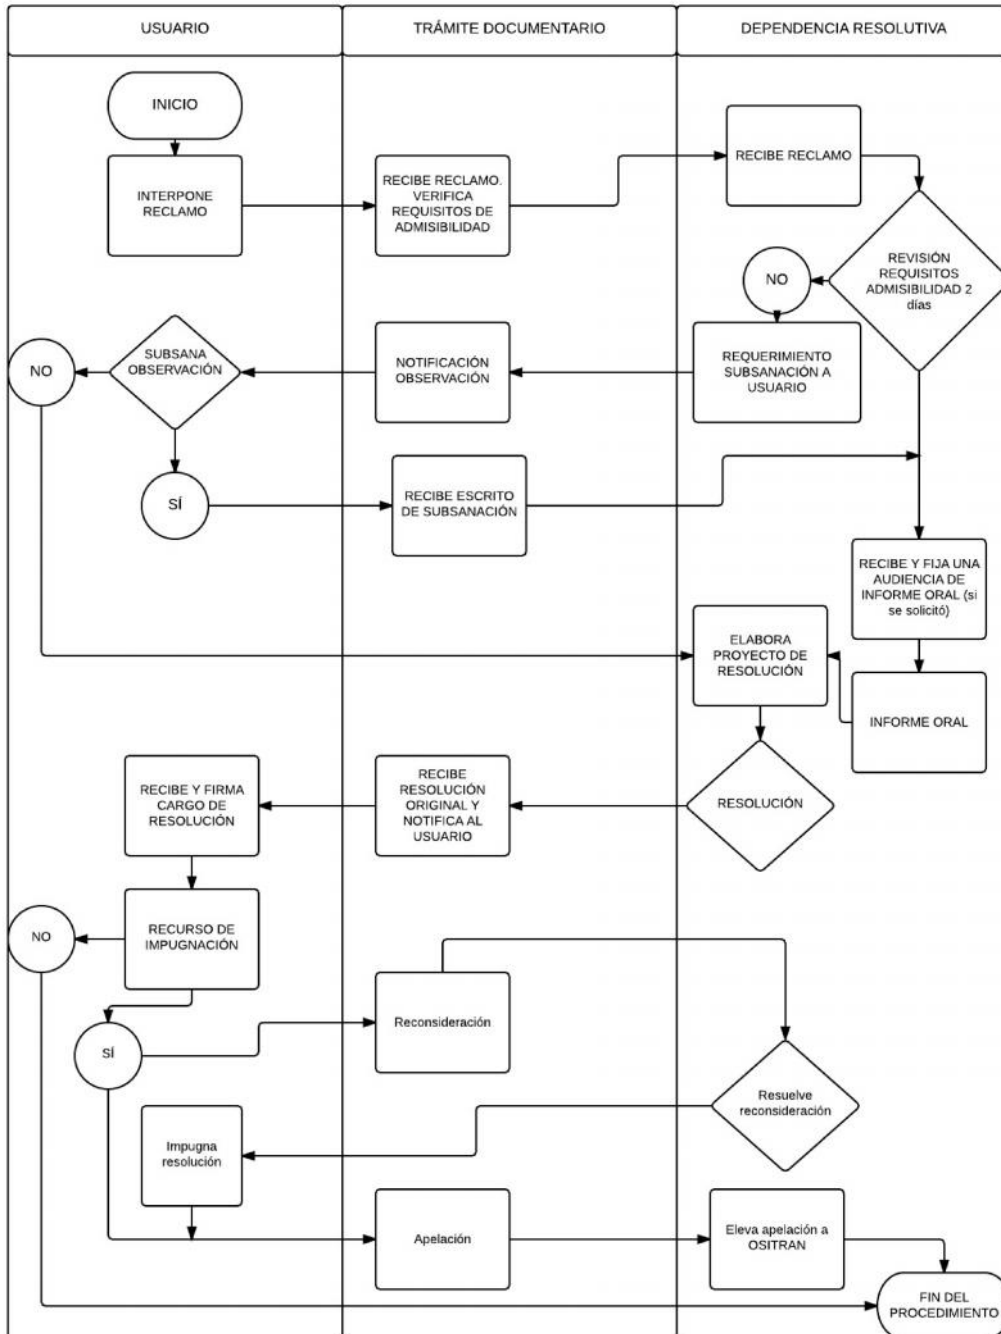 USUARIO
TRÁMITE DOCUMENTARIO
DEPENDENCIA RESOLUTIVA
INICIO
RECIBE RECLAMO
INTERPONE
RECLAMO
RECIBE RECLAMO.
VERIFICA
REQUISITOS DE
ADMISIBILIDAD
REVISIÓN
REQUISITOS
ADMISIBILIDAD 2
días
NO
NO
SUBSANA
OBSERVACIÓN
NOTIFICACIÓN
OBSERVACIÓN
REQUERIMIENTO
SUBSANACIÓN A
USUARIO
SÍ
RECIBE ESCRITO
DE SUBSANACIÓN
RECIBE Y FIJA UNA
AUDIENCIA DE
INFORME ORAL (si
se solicitó)
ELABORA
PROYECTO DE
RESOLUCIÓN
INFORME ORAL
RECIBE Y FIRMA
CARGO DE
RESOLUCIÓN
RECIBE
RESOLUCIÓN
ORIGINAL Y
NOTIFICA AL
USUARIO
RESOLUCIÓN
NO
RECURSO DE
IMPUGNACIÓN
Reconsideración
SÍ
Resuelve
reconsideración
Impugna
resolución
Apelación
Eleva apelación a
OSITRAN
FIN DEL
PROCEDIMIENTO